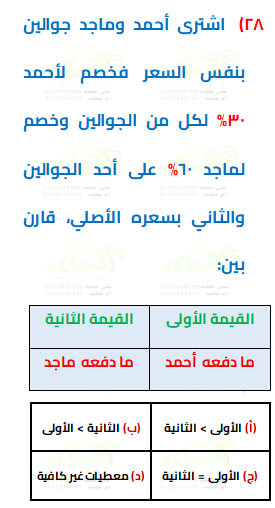 ٢٨) اشترى أحمد وماجد جوالين
بنفس السعر فخصم لأحمد
٣٠% لكل من الجوالين وخصم
لماجد ٦٠% على أحد الجوالين
والثاني بسعره الأصلي، قارن
بين:
القيمة الأولى القيمة الثانية
ما دفعه أحمد ما دفعه ماجد
(أ) الأولى > الثانية (ب) الثانية > الأولى
(ج) الأولى = الثانية (د) معطيات غير كافية